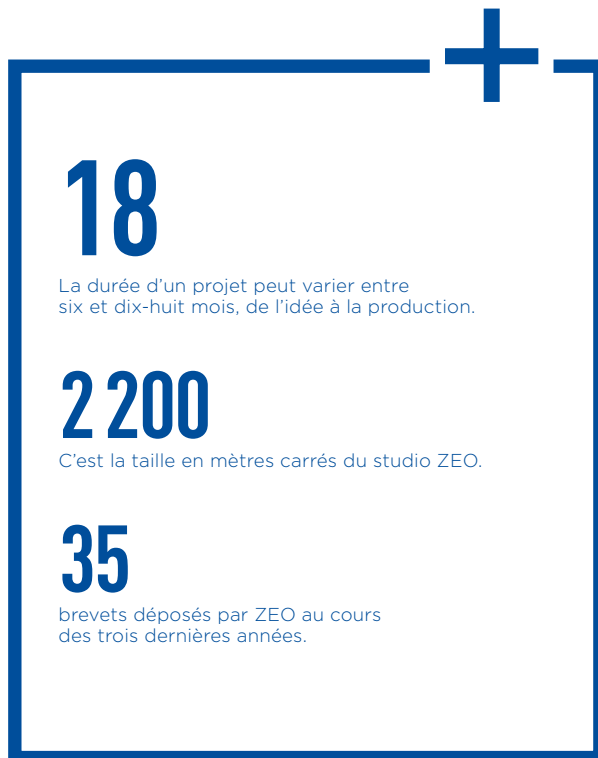 18
La durée d’un projet peut varier entre
six et dix-huit mois, de l’idée à la production.
2 200
C’est la taille en mètres carrés du studio ZEO.
35
brevets déposés par ZEO au cours
des trois dernières années.